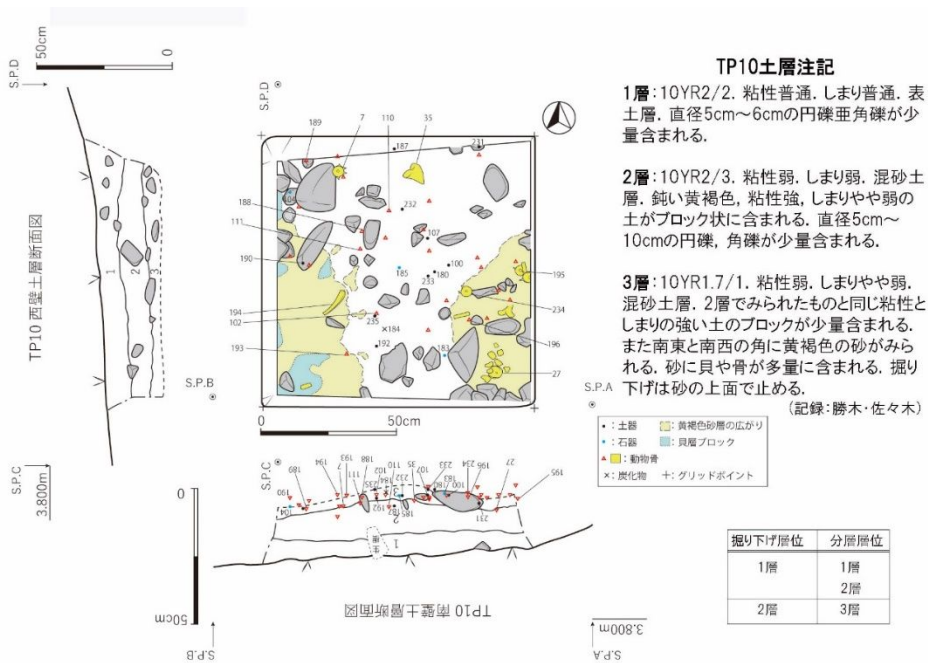 50cm
0
S.P.D
S.P.D
TP10 西壁土層断面図
1
2
3
S.P.B
S.P.C
3.800m
189
7
110
35
187
231
104
188
232
111
107
190
100
185
180
233
195
194
102
235
184
234
192
183
196
193
27
S.P.A
0
50cm
S.P.C
0
50cm
TP10 南壁土層断面図
3.800m
S.P.B
S.P.A
TP10土層注記
1層:10YR2/2. 粘性普通. しまり普通. 表
土層. 直径5cm~6cmの円礫亜角礫が少
量含まれる.
2層:10YR2/3. 粘性弱. しまり弱. 混砂土
層. 鈍い黄褐色, 粘性強, しまりやや弱の
土がブロック状に含まれる. 直径5cm~
10cmの円礫, 角礫が少量含まれる.
3層:10YR1.7/1. 粘性弱. しまりやや弱.
混砂土層. 2層でみられたものと同じ粘性と
しまりの強い土のブロックが少量含まれる.
また南東と南西の角に黄褐色の砂がみら
れる. 砂に貝や骨が多量に含まれる. 掘り
下げは砂の上面で止める.
(記録:勝木・佐々木)
:土器 :黄褐色砂層の広がり
:石器 :貝層ブロック
:動物骨
×:炭化物 +:グリッドポイント
掘り下げ層位 分層層位
1層 1層
2層
2層 3層